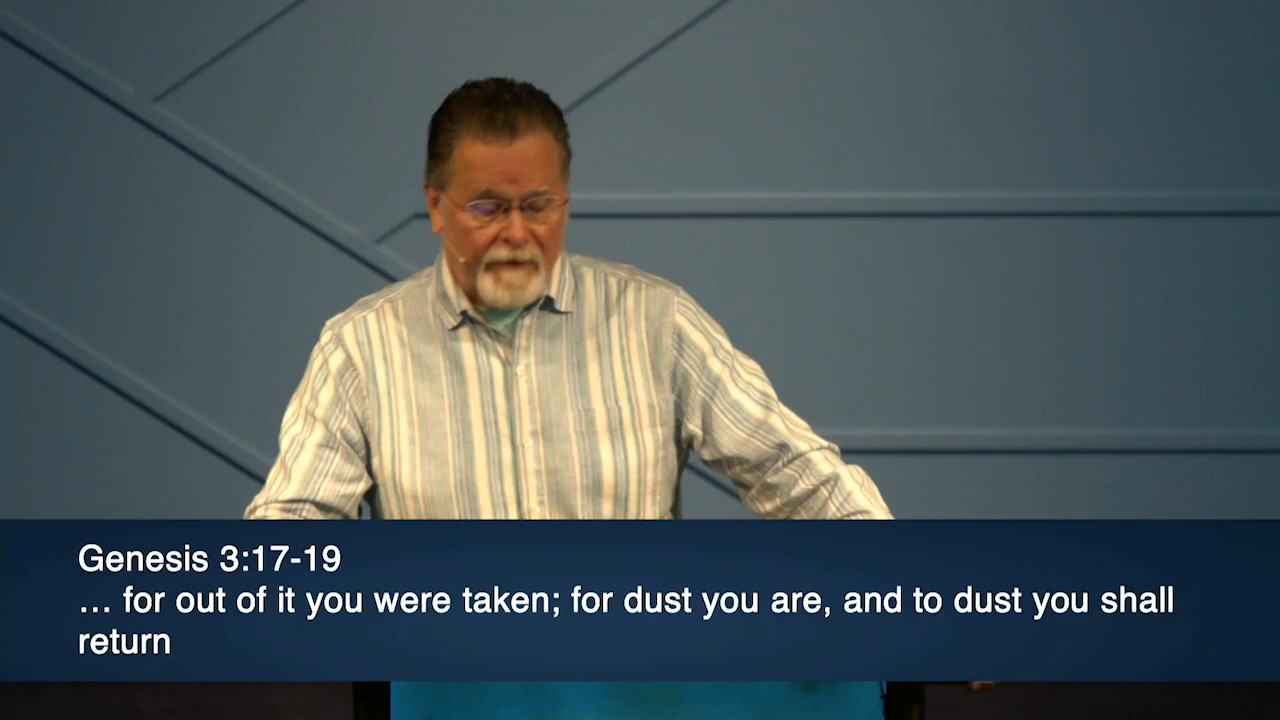 Genesis 3:17-19
... for out of it you were taken; for dust you are, and to dust you shall
return